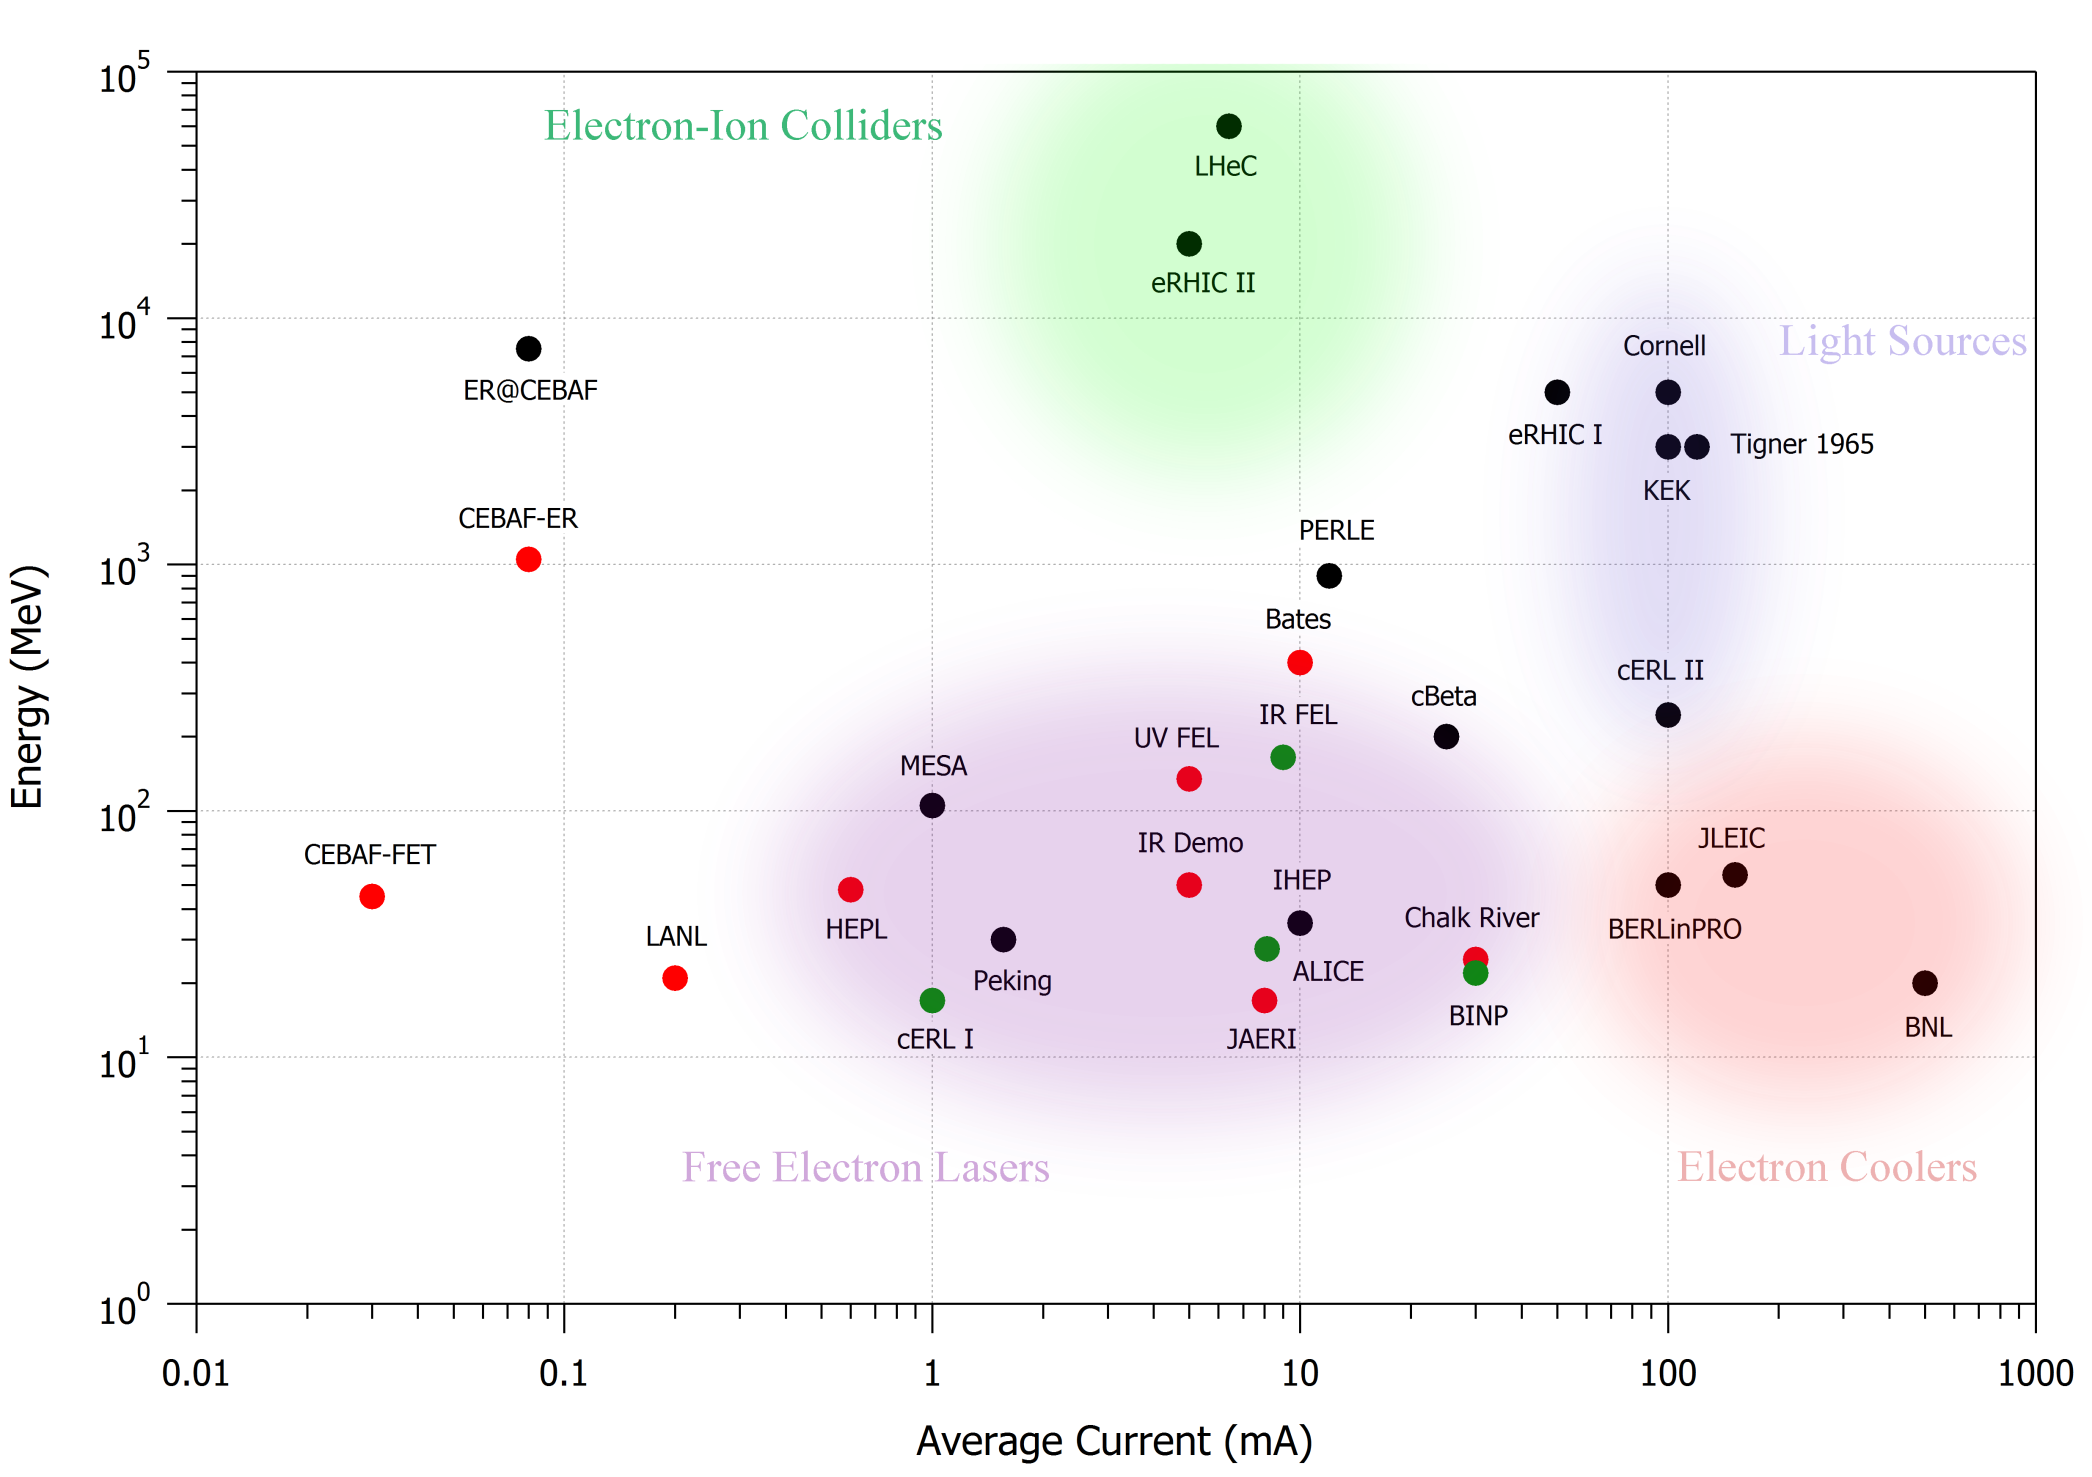 10^5
Electron-Ion Colliders
LHeC
eRHIC II
10^4
Cornell
Light Sources
ER@CEBAF
eRHIC I
Tigner 1965
KEK
CEBAF-ER
PERLE
10^3
Bates
cERL II
cBeta
IR FEL
UV FEL
MESA
Energy (MeV)
10^2
JLEIC
IR Demo
CEBAF-FET
IHEP
Chalk River
HEPL
BERLinPRO
LANL
ALICE
Peking
BINP
BNL
cERL I
JAERI
10^1
Free Electron Lasers
Electron Coolers
10^0
0.01
0.1
1
10
100
1000
Average Current (mA)